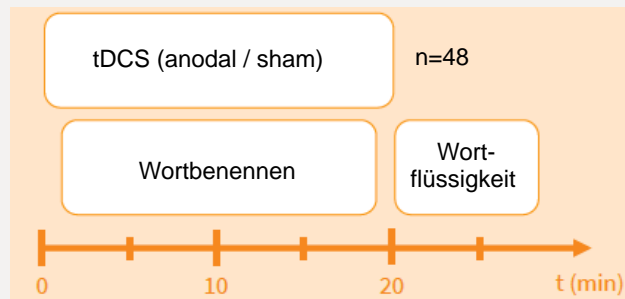 tDCS (anodal / sham)
n=48
Wortbenennen
Wort-
flüssigkeit
0
10
20
t (min)